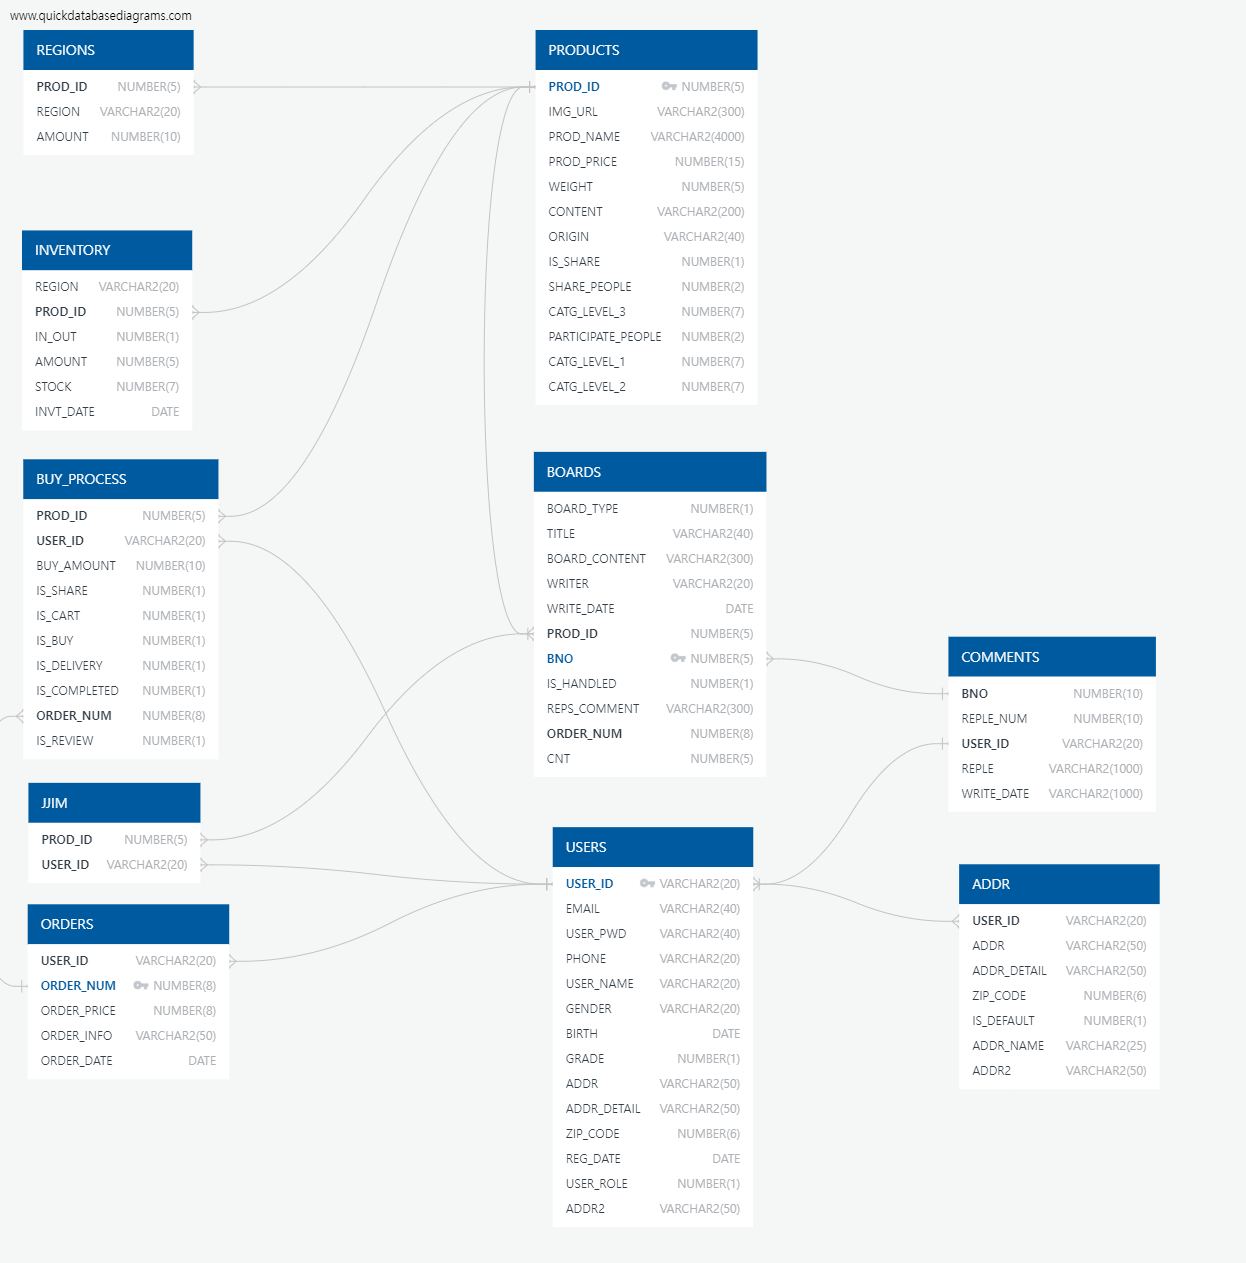 www.quickdatabasediagrams.com
REGIONS
PROD_ID NUMBER(5)
REGION VARCHAR2(20)
AMOUNT NUMBER(10)
PRODUCTS
PROD_ID NUMBER(5)
IMG_URL VARCHAR2(300)
PROD_NAME VARCHAR2(4000)
PROD_PRICE NUMBER(15)
WEIGHT NUMBER(5)
CONTENT VARCHAR2(200)
ORIGIN VARCHAR2(40)
IS_SHARE NUMBER(1)
SHARE_PEOPLE NUMBER(2)
CATG_LEVEL_3 NUMBER(7)
PARTICIPATE_PEOPLE NUMBER(2)
CATG_LEVEL_1 NUMBER(7)
CATG_LEVEL_2 NUMBER(7)
INVENTORY
REGION VARCHAR2(20)
PROD_ID NUMBER(5)
IN_OUT NUMBER(1)
AMOUNT NUMBER(5)
STOCK NUMBER(7)
INVT_DATE DATE
BUY_PROCESS
PROD_ID NUMBER(5)
USER_ID VARCHAR2(20)
BUY_AMOUNT NUMBER(10)
IS_SHARE NUMBER(1)
IS_CART NUMBER(1)
IS_BUY NUMBER(1)
IS_DELIVERY NUMBER(1)
IS_COMPLETED NUMBER(1)
ORDER_NUM NUMBER(8)
IS_REVIEW NUMBER(1)
BOARDS
BOARD_TYPE NUMBER(1)
TITLE VARCHAR2(40)
BOARD_CONTENT VARCHAR2(300)
WRITER VARCHAR2(20)
WRITE_DATE DATE
PROD_ID NUMBER(5)
BNO NUMBER(5)
IS_HANDLED NUMBER(1)
REPS_COMMENT VARCHAR2(300)
ORDER_NUM NUMBER(8)
CNT NUMBER(5)
COMMENTS
BNO NUMBER(10)
REPLE_NUM NUMBER(10)
USER_ID VARCHAR2(20)
REPLE VARCHAR2(1000)
WRITE_DATE VARCHAR2(1000)
JJIM
PROD_ID NUMBER(5)
USER_ID VARCHAR2(20)
ORDERS
USER_ID VARCHAR2(20)
ORDER_NUM NUMBER(8)
ORDER_PRICE NUMBER(8)
ORDER_INFO VARCHAR2(50)
ORDER_DATE DATE
USERS
USER_ID VARCHAR2(20)
EMAIL VARCHAR2(40)
USER_PWD VARCHAR2(40)
PHONE VARCHAR2(20)
USER_NAME VARCHAR2(20)
GENDER VARCHAR2(20)
BIRTH DATE
GRADE NUMBER(1)
ADDR VARCHAR2(50)
ADDR_DETAIL VARCHAR2(50)
ZIP_CODE NUMBER(6)
REG_DATE DATE
USER_ROLE NUMBER(1)
ADDR2 VARCHAR2(50)
ADDR
USER_ID VARCHAR2(20)
ADDR VARCHAR2(50)
ADDR_DETAIL VARCHAR2(50)
ZIP_CODE NUMBER(6)
IS_DEFAULT NUMBER(1)
ADDR_NAME VARCHAR2(25)
ADDR2 VARCHAR2(50)